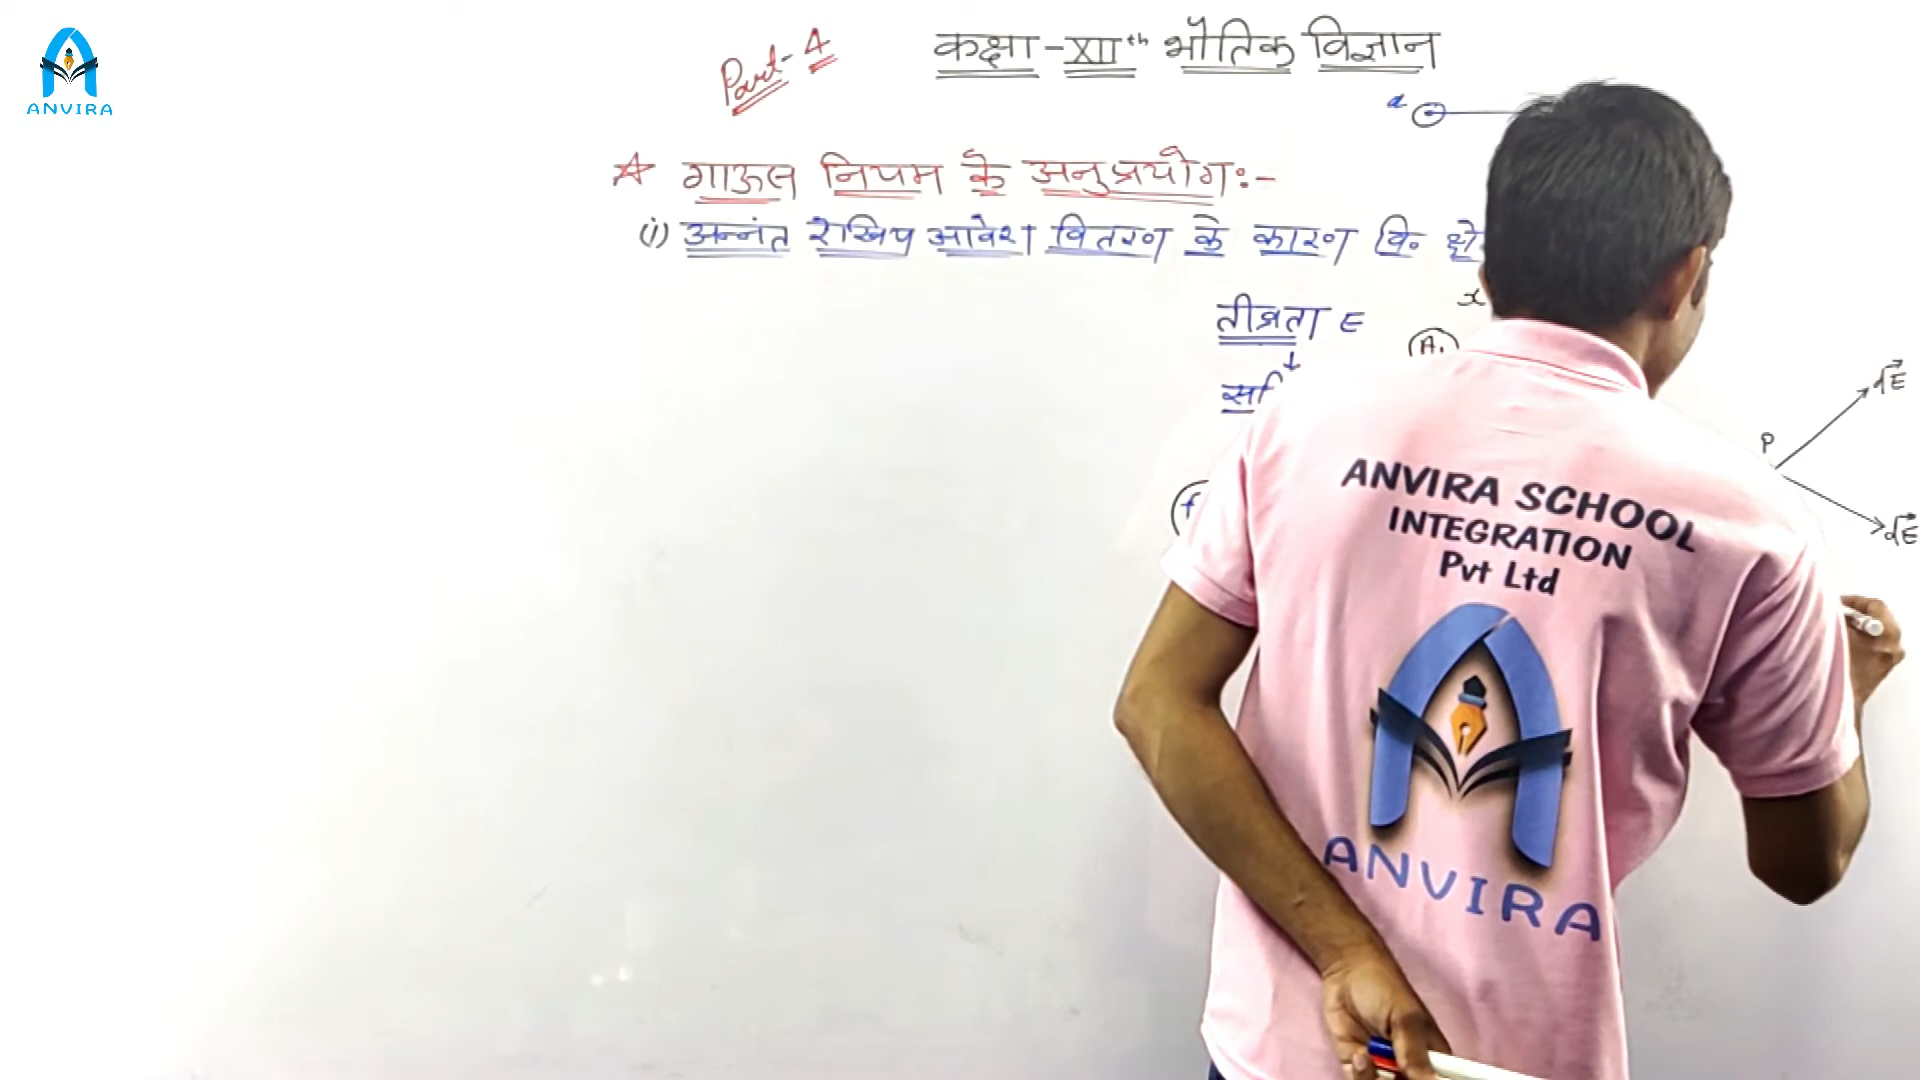 ANVIRA
Part-4
कक्षा-XIIth भौतिक विज्ञान
गाऊस नियम के अनुप्रयोग:-
(i) अन्नंत रेखिय आवेश वितरण के कारण वि॰ क्षे
तीव्रता E
x
A.
P
dE
dE
ANVIRA SCHOOL
INTEGRATION
Pvt Ltd
ANVIRA